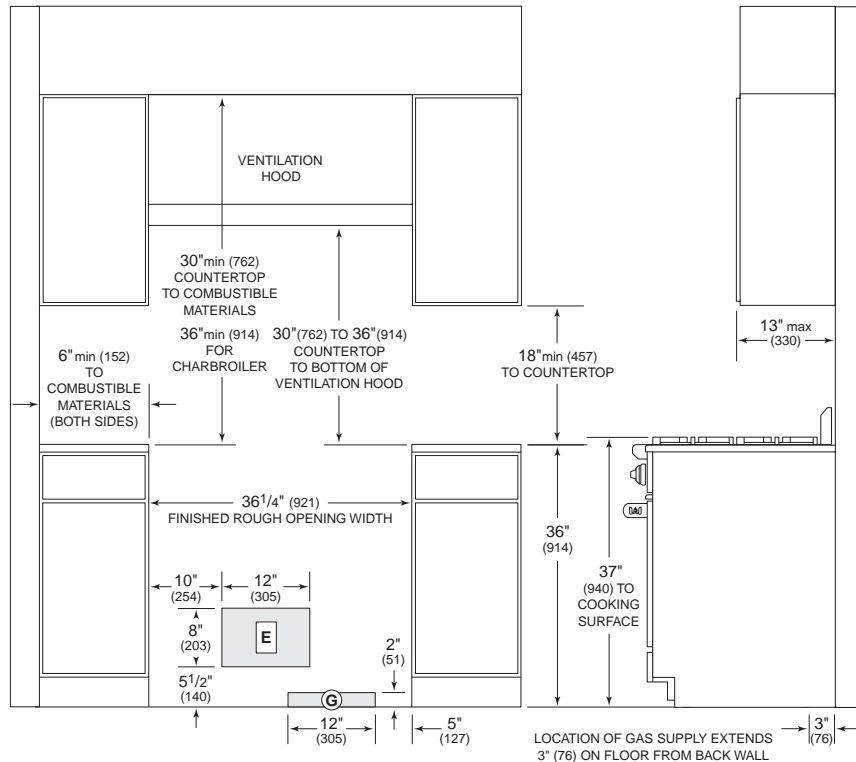 VENTILATION
HOOD
30" min (762)
COUNTERTOP
TO COMBUSTIBLE
MATERIALS
36" min (914)
FOR
CHARBROILER
30" (762) TO 36" (914)
COUNTERTOP
TO BOTTOM OF
VENTILATION HOOD
18" min (457)
TO COUNTERTOP
13" max
(330)
6" min (152)
TO
COMBUSTIBLE
MATERIALS
(BOTH SIDES)
36 1/4" (921)
FINISHED ROUGH OPENING WIDTH
36"
(914)
37"
(940) TO
COOKING
SURFACE
10"
(254)
12"
(305)
8"
(203)
E
5 1/2"
(140)
2"
(51)
G
12"
(305)
5"
(127)
3"
(76)
LOCATION OF GAS SUPPLY EXTENDS
3" (76) ON FLOOR FROM BACK WALL